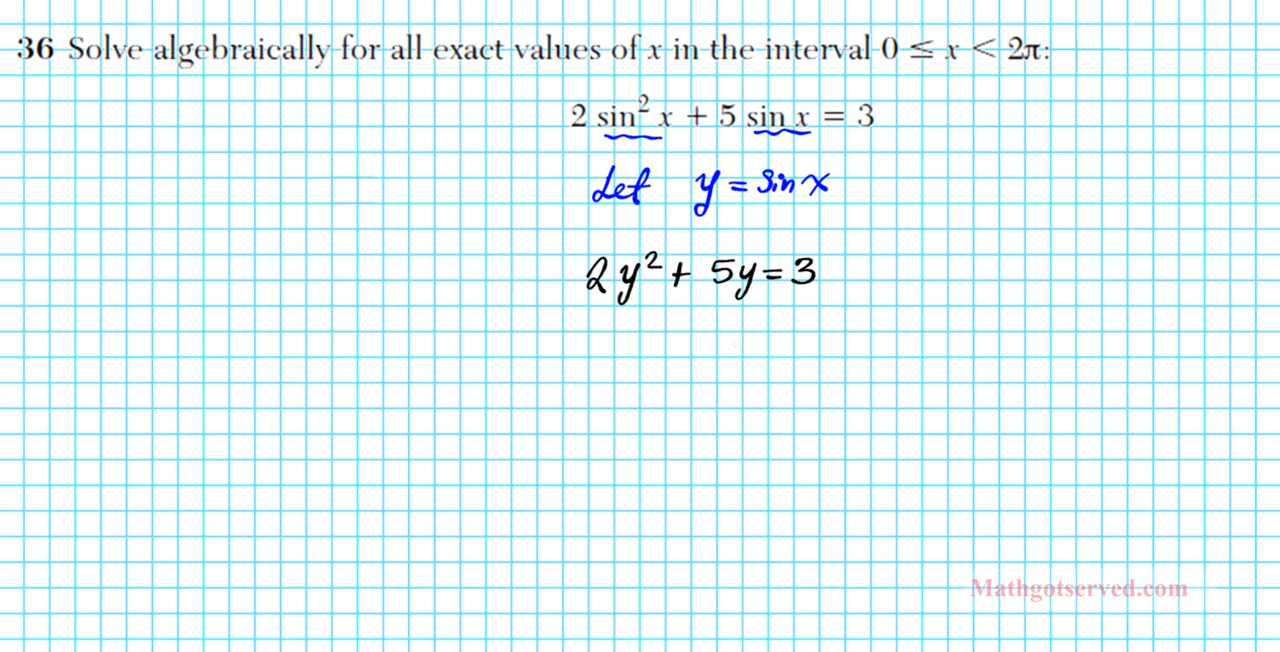 36 Solve algebraically for all exact values of x in the interval 0 ≤ x < 2π:
2 sin² x + 5 sin x = 3
Let y = sin x
2y² + 5y = 3
Mathgotserved.com